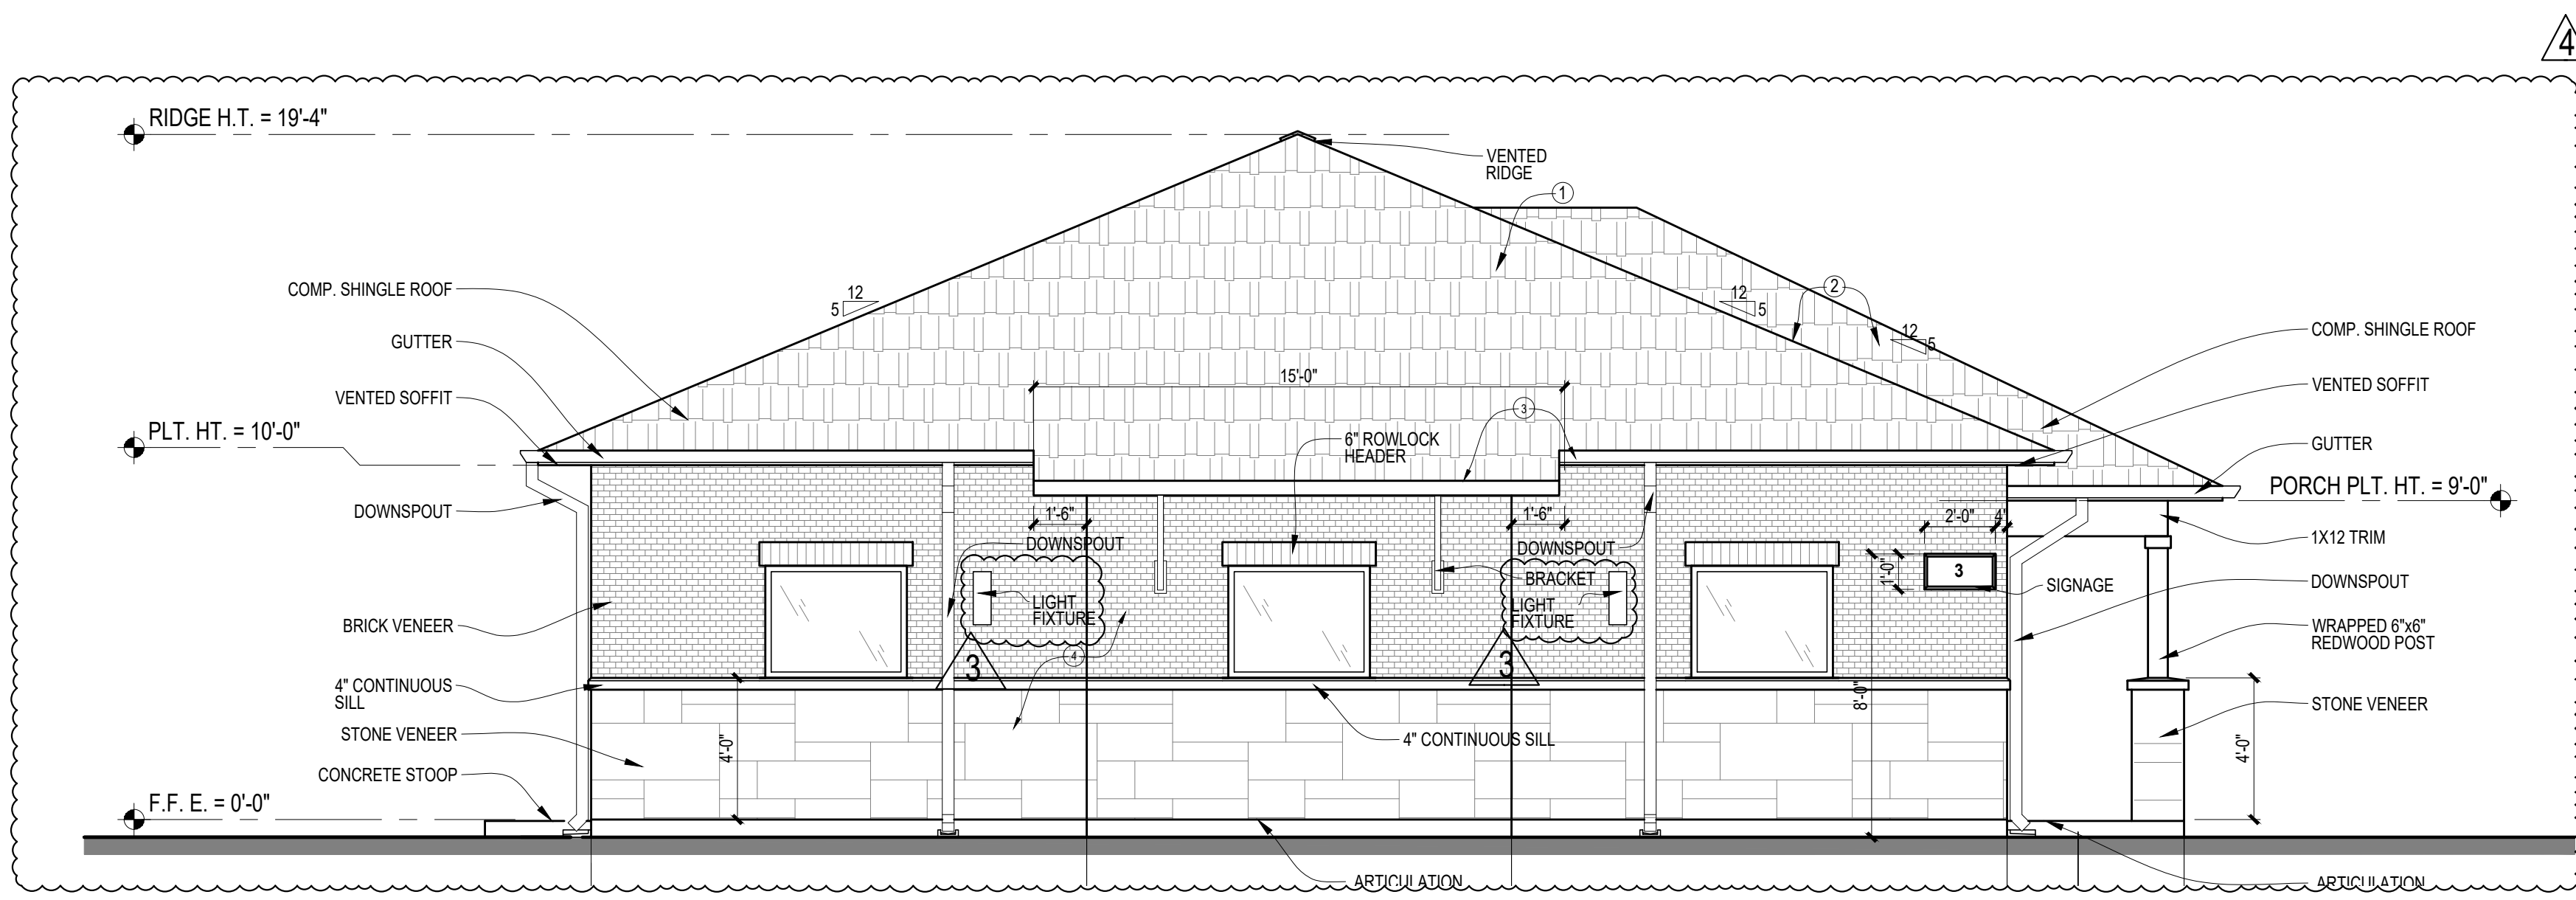 4
RIDGE H.T. = 19'-4"
VENTED
RIDGE
1
COMP. SHINGLE ROOF
12
5
12
5
2
12
5
COMP. SHINGLE ROOF
GUTTER
VENTED SOFFIT
15'-0"
3
VENTED SOFFIT
GUTTER
PLT. HT. = 10'-0"
6" ROWLOCK
HEADER
PORCH PLT. HT. = 9'-0"
DOWNSPOUT
1'-6"
1'-6"
2'-0"
4"
1X12 TRIM
DOWNSPOUT
DOWNSPOUT
BRACKET
1'-0"
3
SIGNAGE
DOWNSPOUT
LIGHT
FIXTURE
LIGHT
FIXTURE
BRICK VENEER
WRAPPED 6"x6"
REDWOOD POST
3
4
3
4" CONTINUOUS
SILL
8'-0"
STONE VENEER
STONE VENEER
4'-0"
4" CONTINUOUS SILL
4'-0"
CONCRETE STOOP
F.F. E. = 0'-0"
ARTICULATION
ARTICULATION